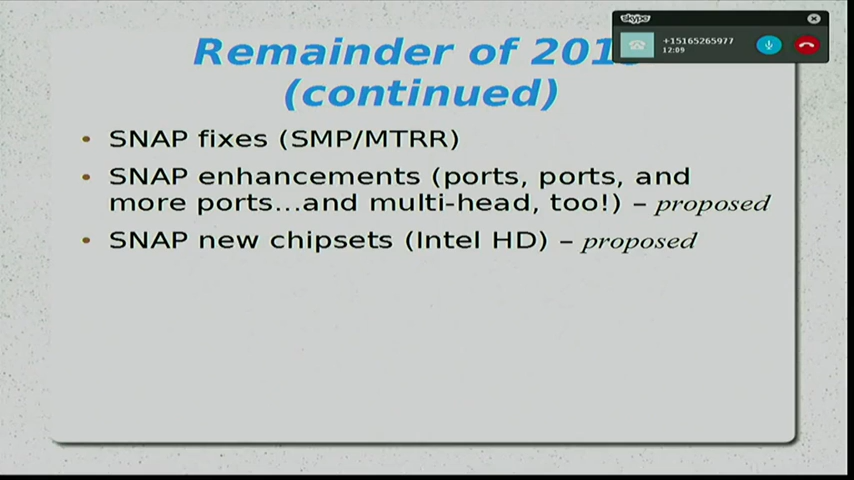 skype
+15165265977
12:09
Remainder of 201
(continued)
• SNAP fixes (SMP/MTRR)
• SNAP enhancements (ports, ports, and
more ports...and multi-head, too!) – proposed
• SNAP new chipsets (Intel HD) – proposed